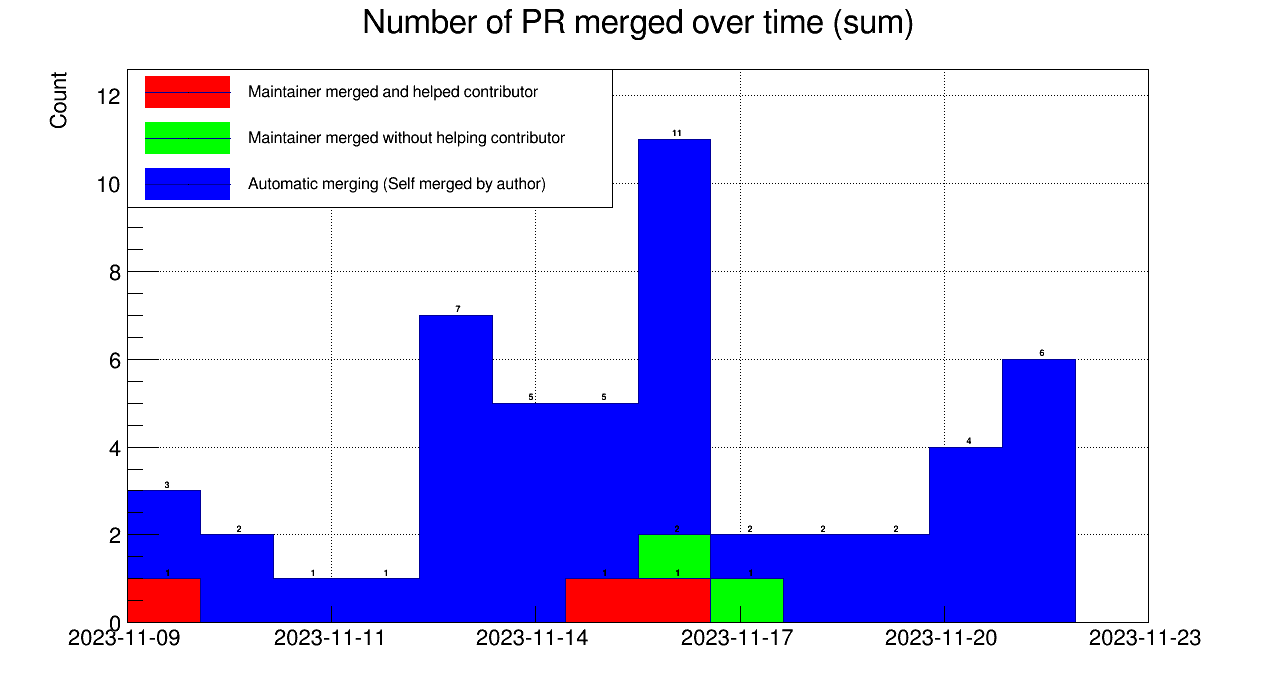 Number of PR merged over time (sum)
Count
Maintainer merged and helped contributor
Maintainer merged without helping contributor
Automatic merging (Self merged by author)
12
10
8
6
4
2
0
11
7
6
5 5
4
3
2 2 2 2 2
1 1 1 1 1 1
2023-11-09 2023-11-11 2023-11-14 2023-11-17 2023-11-20 2023-11-23